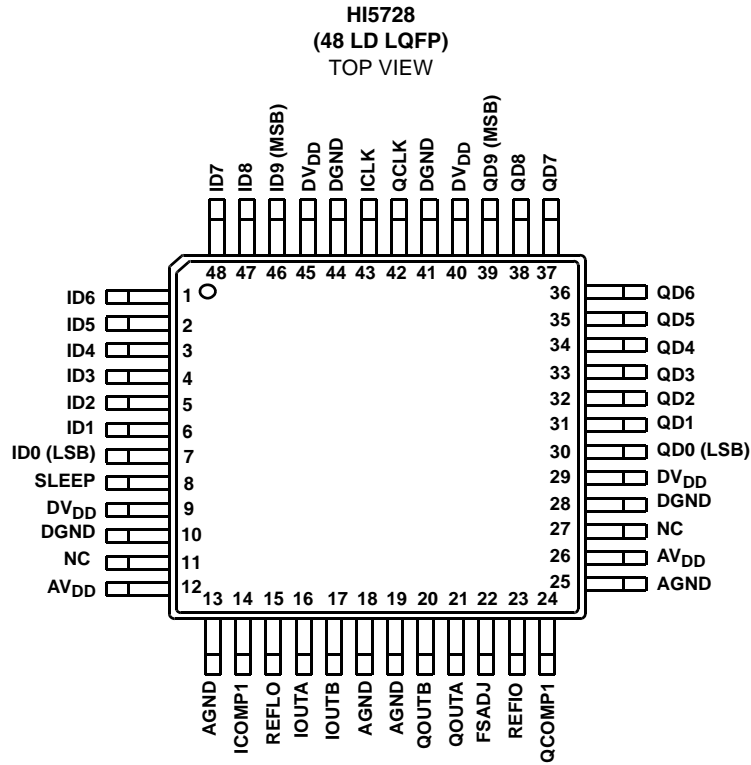 HI5728
(48 LD LQFP)
TOP VIEW
ID7
ID8
ID9 (MSB)
DVDD
DGND
ICLK
QCLK
DGND
DVDD
QD9 (MSB)
QD8
QD7
48 47 46 45 44 43 42 41 40 39 38 37
ID6 1 36 QD6
ID5 2 35 QD5
ID4 3 34 QD4
ID3 4 33 QD3
ID2 5 32 QD2
ID1 6 31 QD1
ID0 (LSB) 7 30 QD0 (LSB)
SLEEP 8 29 DVDD
DVDD 9 28 DGND
DGND 10 27 NC
NC 11 26 AVDD
AVDD 12 25 AGND
13 14 15 16 17 18 19 20 21 22 23 24
AGND
ICOMP1
REFLO
IOUTA
IOUTB
AGND
AGND
QOUTB
QOUTA
FSADJ
REFIO
QCOMP1